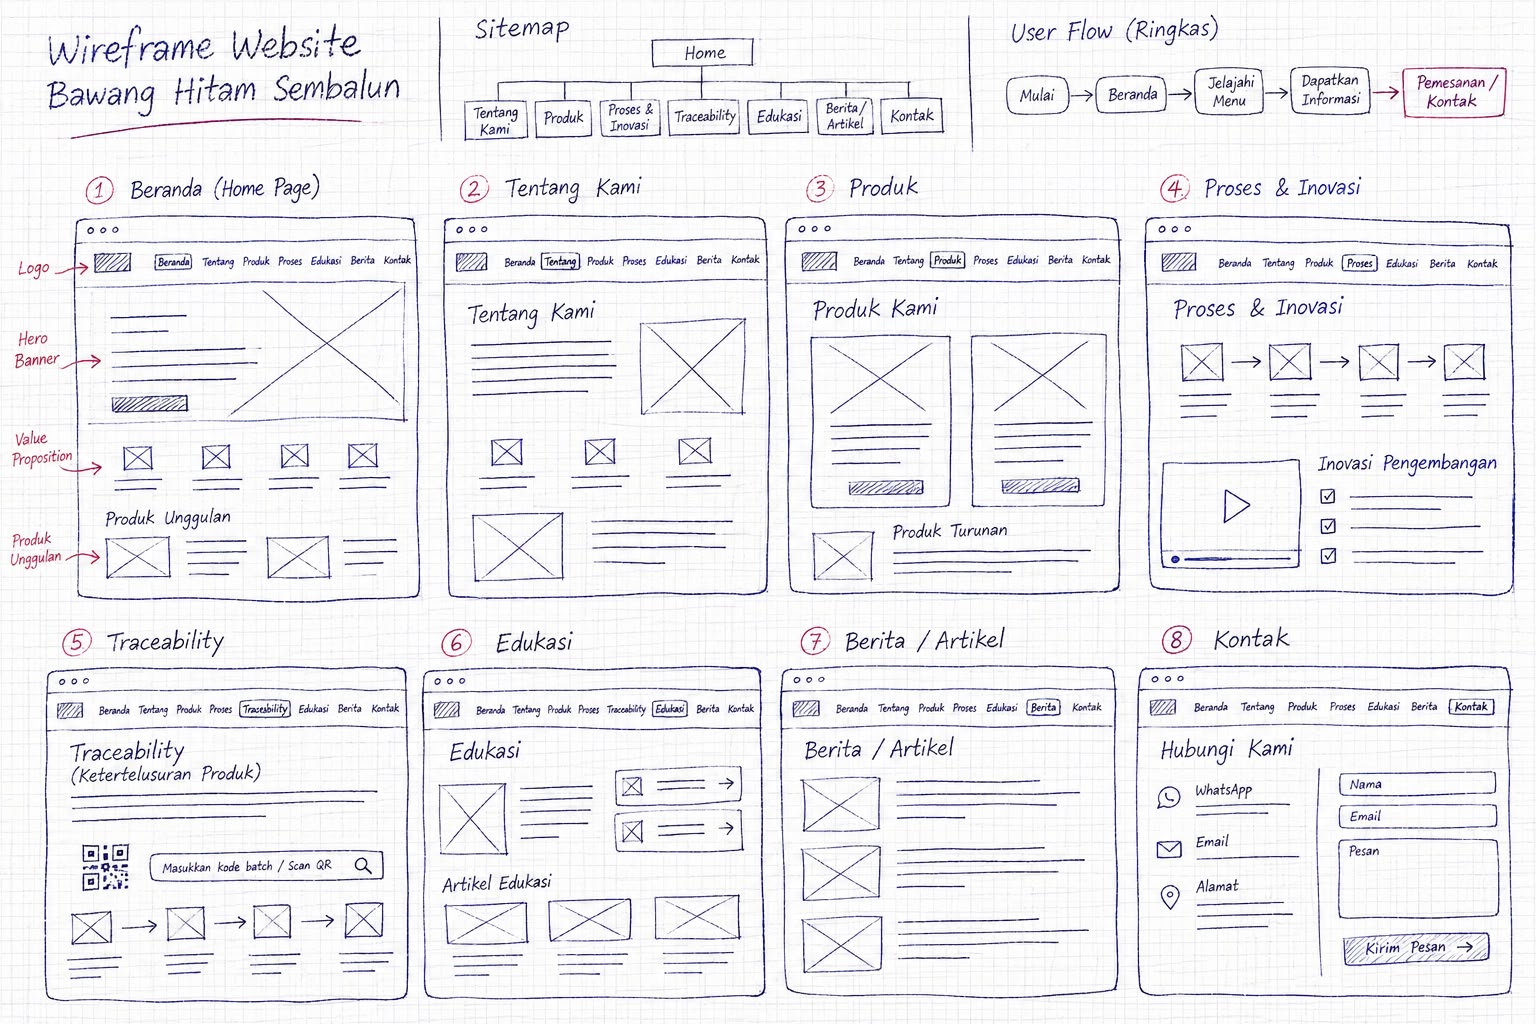 Wireframe Website
Bawang Hitam Sembalun
Sitemap
Home
Tentang
Kami
Produk
Proses &
Inovasi
Traceability
Edukasi
Berita/
Artikel
Kontak
User Flow (Ringkas)
Mulai
Beranda
Jelajahi
Menu
Dapatkan
Informasi
Pemesanan /
Kontak
1 Beranda (Home Page)
Logo
Beranda Tentang Produk Proses Edukasi Berita Kontak
Hero
Banner
Value
Proposition
Produk Unggulan
Produk
Unggulan
2 Tentang Kami
Beranda Tentang Produk Proses Edukasi Berita Kontak
Tentang Kami
3 Produk
Beranda Tentang Produk Proses Edukasi Berita Kontak
Produk Kami
Produk Turunan
4 Proses & Inovasi
Beranda Tentang Produk Proses Edukasi Berita Kontak
Proses & Inovasi
Inovasi Pengembangan
5 Traceability
Beranda Tentang Produk Proses Traceability Edukasi Berita Kontak
Traceability
(Ketertelusuran Produk)
Masukkan kode batch / Scan QR
6 Edukasi
Beranda Tentang Produk Proses Traceability Edukasi Berita Kontak
Edukasi
Artikel Edukasi
7 Berita / Artikel
Beranda Tentang Produk Proses Edukasi Berita Kontak
Berita / Artikel
8 Kontak
Beranda Tentang Produk Proses Edukasi Berita Kontak
Hubungi Kami
WhatsApp
Email
Alamat
Nama
Email
Pesan
Kirim Pesan →